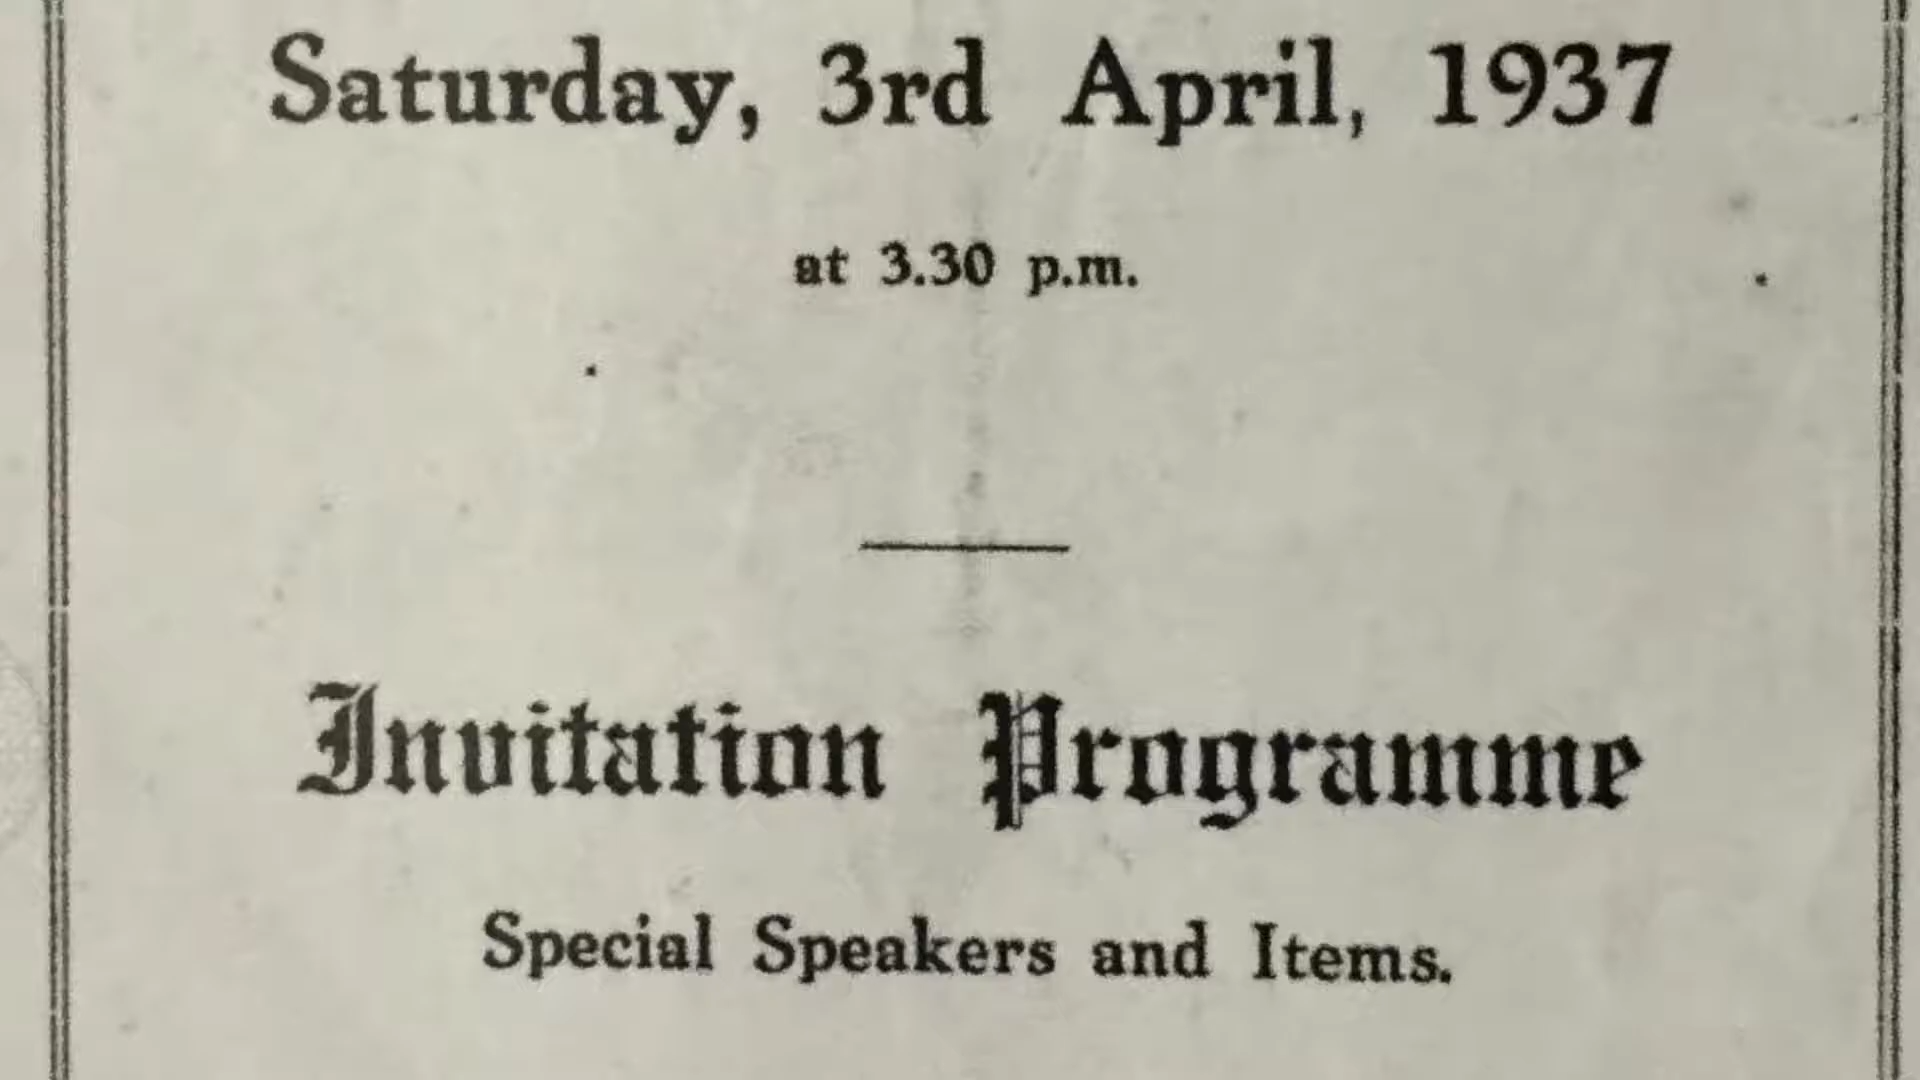 Saturday, 3rd April, 1937
at 3.30 p.m.
Invitation Programme
Special Speakers and Items.